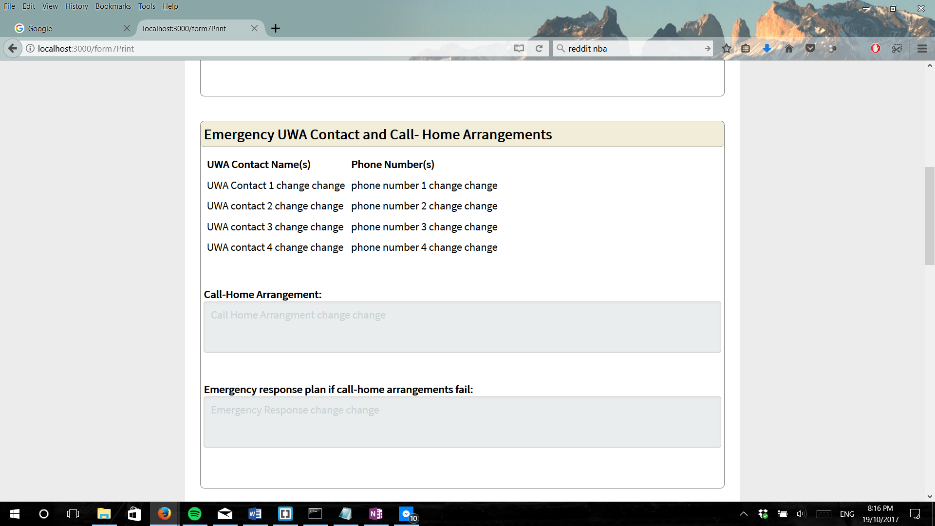 File Edit View History Bookmarks Tools Help
Google
localhost:3000/form7Print
localhost:3000/form7Print
reddit nba
Emergency UWA Contact and Call- Home Arrangements
UWA Contact Name(s) Phone Number(s)
UWA Contact 1 change change phone number 1 change change
UWA contact 2 change change phone number 2 change change
UWA contact 3 change change phone number 3 change change
UWA contact 4 change change phone number 4 change change
Call-Home Arrangement:
Call Home Arrangment change change
Emergency response plan if call-home arrangements fail:
Emergency Response change change
10
ENG
8:16 PM
19/10/2017